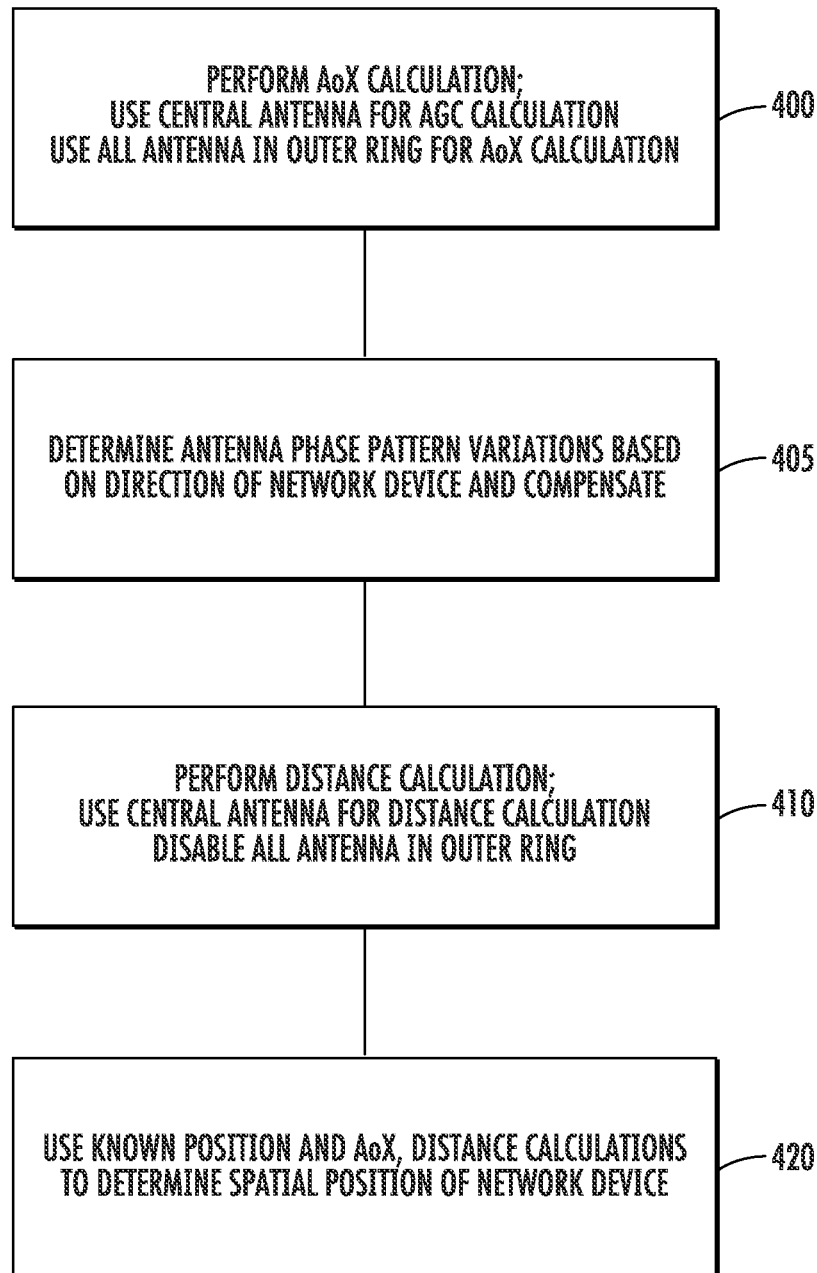 PERFORM AoX CALCULATION;
USE CENTRAL ANTENNA FOR AGC CALCULATION
USE ALL ANTENNA IN OUTER RING FOR AoX CALCULATION
400
DETERMINE ANTENNA PHASE PATTERN VARIATIONS BASED
ON DIRECTION OF NETWORK DEVICE AND COMPENSATE
405
PERFORM DISTANCE CALCULATION;
USE CENTRAL ANTENNA FOR DISTANCE CALCULATION
DISABLE ALL ANTENNA IN OUTER RING
410
USE KNOWN POSITION AND AoX, DISTANCE CALCULATIONS
TO DETERMINE SPATIAL POSITION OF NETWORK DEVICE
420